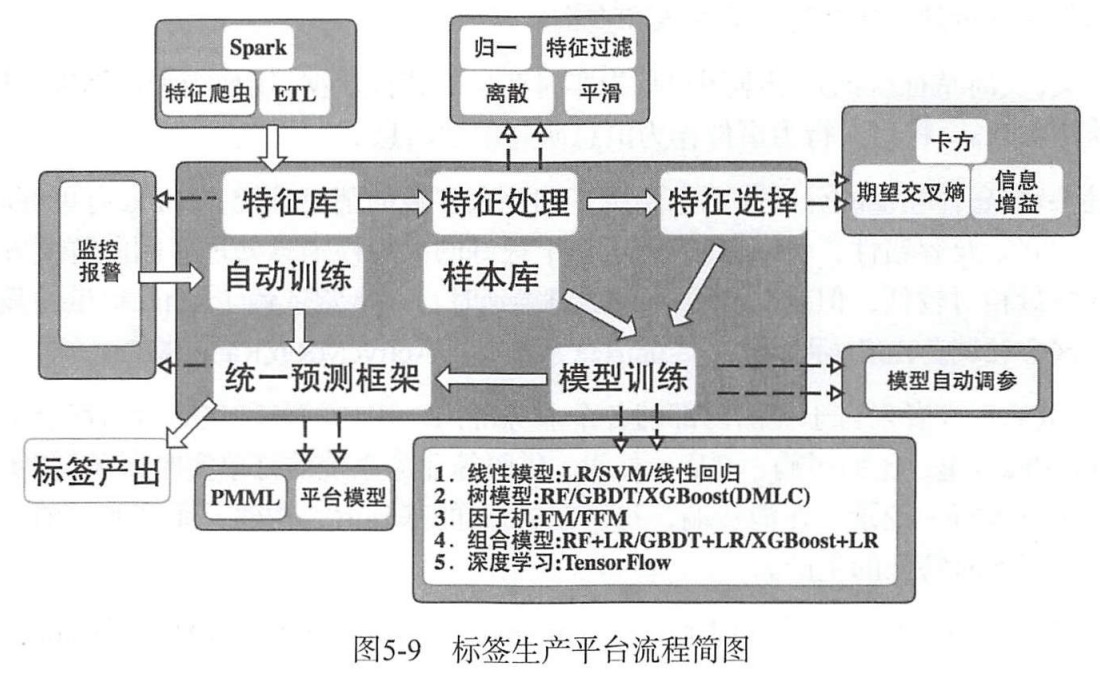 Spark
特征爬虫 ETL
归一 特征过滤
离散 平滑
卡方
期望交叉熵 信息
增益
监控
报警
特征库 特征处理 特征选择
自动训练 样本库
统一预测框架 模型训练
模型自动调参
标签产出
PMML 平台模型
1. 线性模型:LR/SVM/线性回归
2. 树模型:RF/GBDT/XGBoost(DMLC)
3. 因子机:FM/FFM
4. 组合模型:RF+LR/GBDT+LR/XGBoost+LR
5. 深度学习:TensorFlow
图5-9 标签生产平台流程简图